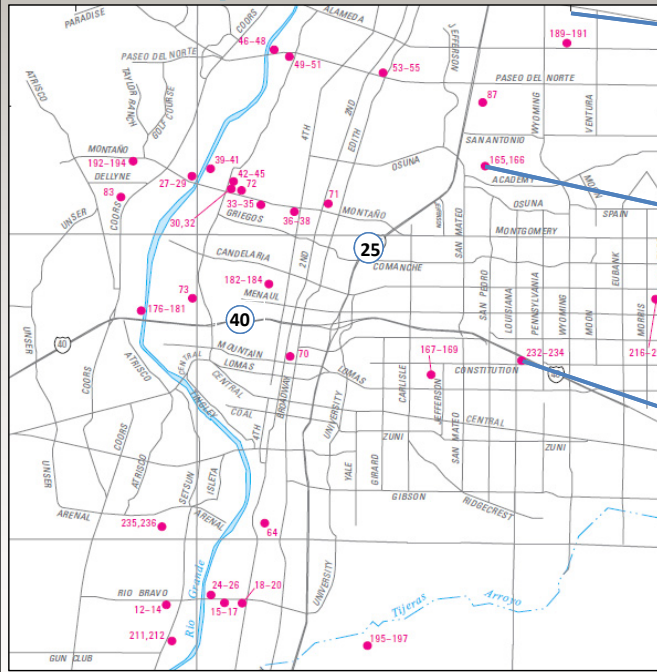 PARADISE
COORS
ALAMEDA
JEFFERSON
46–48
189–191
PASEO DEL NORTE
49–51
53–55
ATRISCO
TAYLOR RANCH
GOLF COURSE
4TH
2ND
EDITH
PASEO DEL NORTE
87
WYOMING
VENTURA
SAN ANTONIO
MONTAÑO
192–194
DELLYNE
39–41
42–45
OSUNA
165,166
ACADEMY
MOON
83
27–29
72
71
33–35
MONTAÑO
36–38
30,32
GRIEGOS
UNSER
COORS
OSUNA
SPAIN
SAN MATEO
MONTGOMERY
25
CANDELARIA
2ND
COMANCHE
EUBANK
182–184
MENAUL
73
SAN PEDRO
LOUISIANA
PENNSYLVANIA
WYOMING
MOON
MORRIS
176–181
40
40
UNSER
216–2
ATRISCO
CENTRAL
MOUNTAIN
LOMAS
70
LOMAS
167–169
CONSTITUTION
232–234
40
COORS
CENTRAL
CARLISLE
JEFFERSON
COAL
BROADWAY
UNIVERSITY
CENTRAL
4TH
SAN MATEO
ZUNI
ZUNI
COORS
ATRISCO
UNSER
ISLETA
YALE
GIRARD
GIBSON
RIDGECREST
ARENAL
ARENAL
235,236
64
Rio Grande
RIO BRAVO
24–26
18–20
12–14
15–17
UNIVERSITY
Tijeras Arroyo
211,212
195–197
GUN CLUB